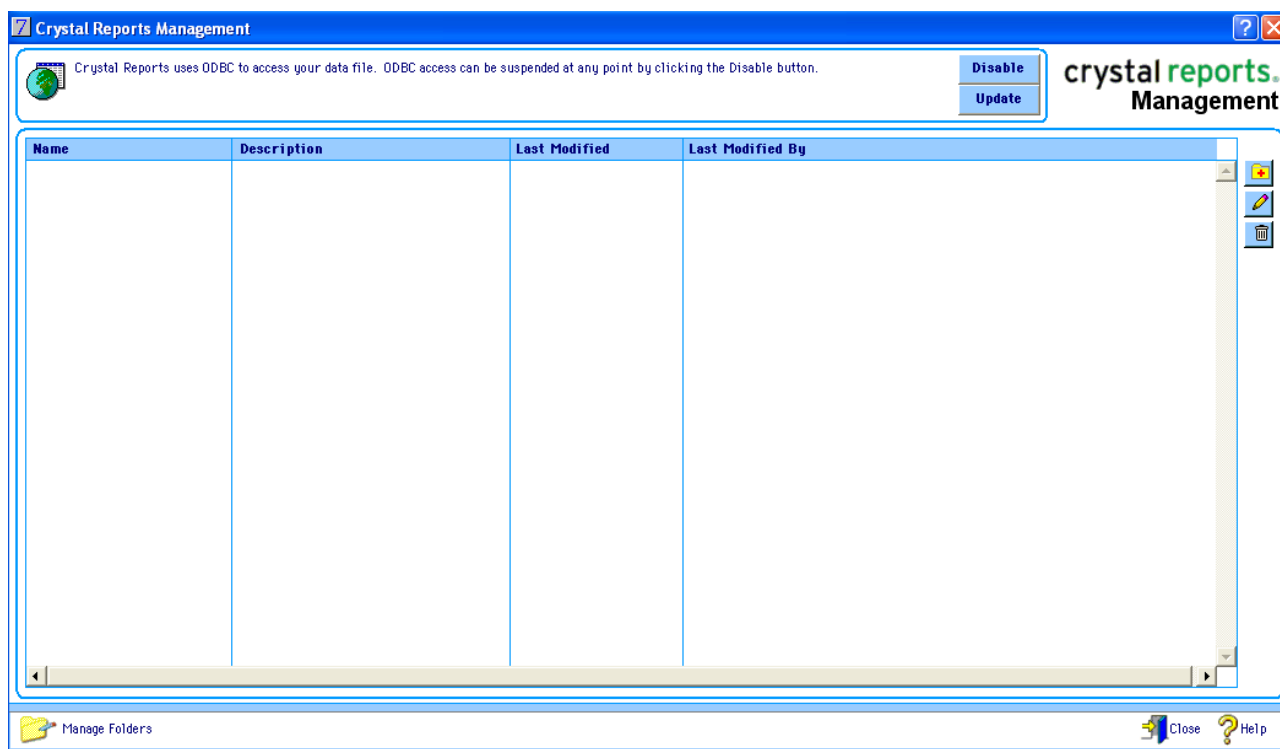 7 Crystal Reports Management
Crystal Reports uses ODBC to access your data file. ODBC access can be suspended at any point by clicking the Disable button.
Disable
Update
crystal reports.
Management
Name Description Last Modified Last Modified By
Manage Folders Close Help